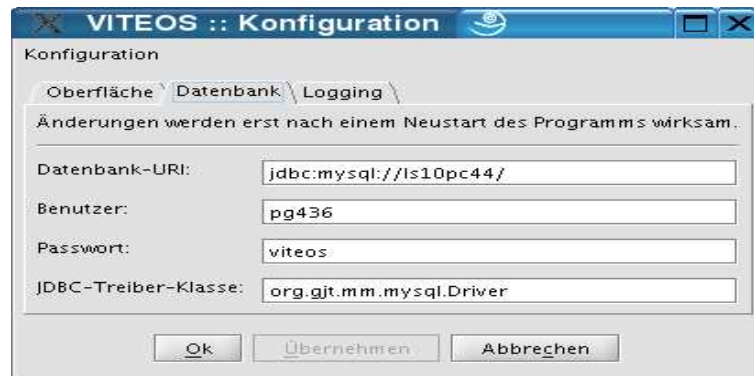 VITEOS :: Konfiguration
Konfiguration
Oberfläche Datenbank Logging
Änderungen werden erst nach einem Neustart des Programms wirksam.
Datenbank-URI: jdbc:mysql://ls10pc44/
Benutzer: pg436
Passwort: viteos
JDBC-Treiber-Klasse: org.gjt.mm.mysql.Driver
Ok Übernehmen Abbrechen